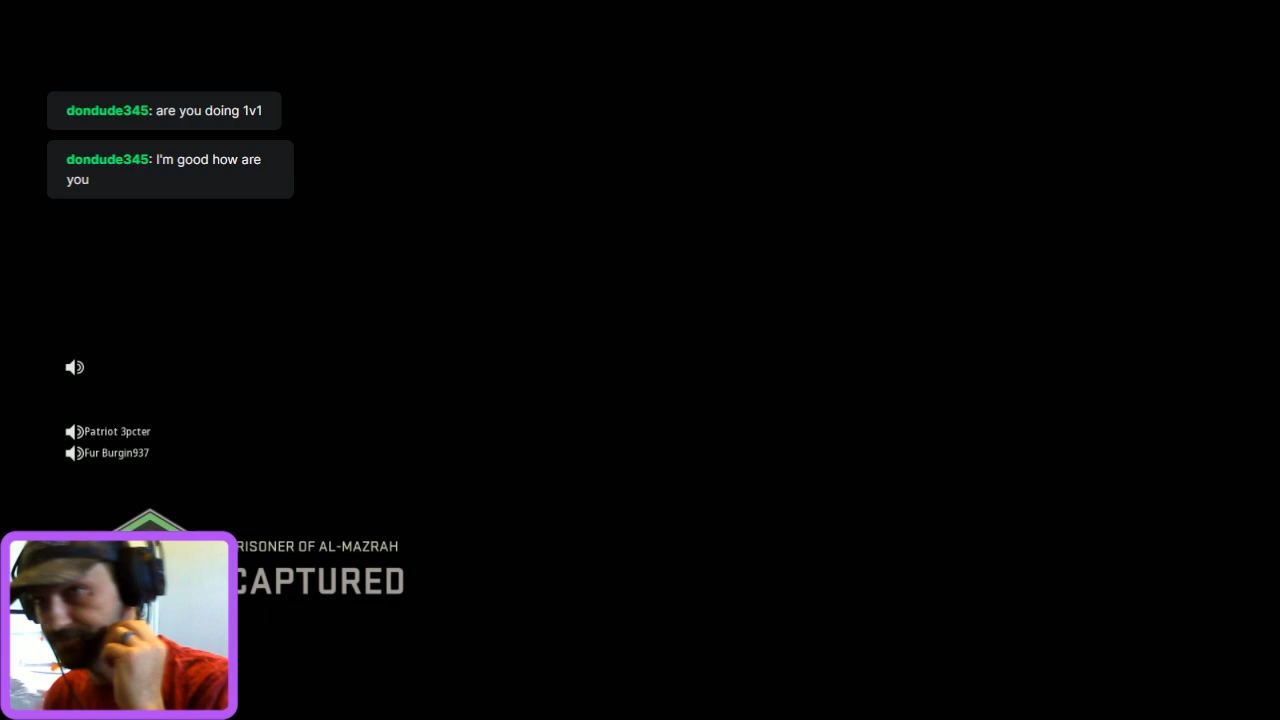 dondude345: are you doing 1v1
dondude345: I'm good how are
you
Patriot 3pcter
Fur Burgin937
RISONER OF AL-MAZRAH
CAPTURED